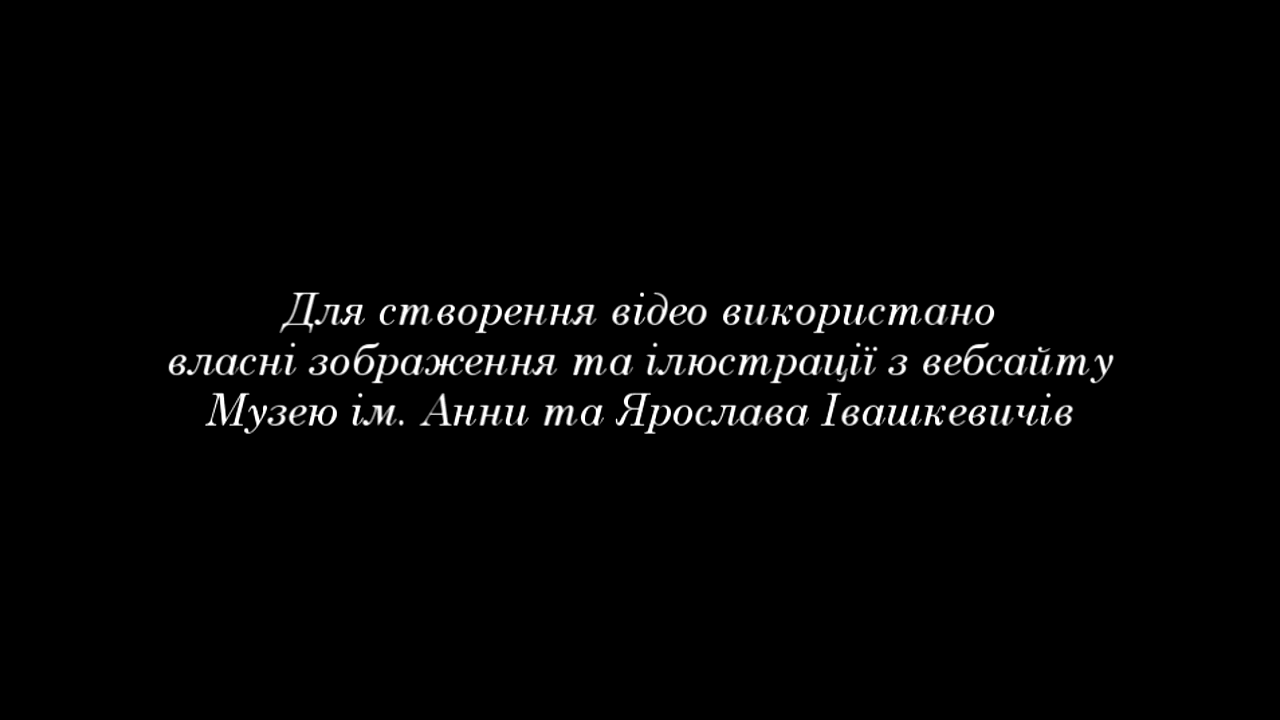 Для створення відео використано
власні зображення та ілюстрації з вебсайту
Музею ім. Анни та Ярослава Івашкевичів